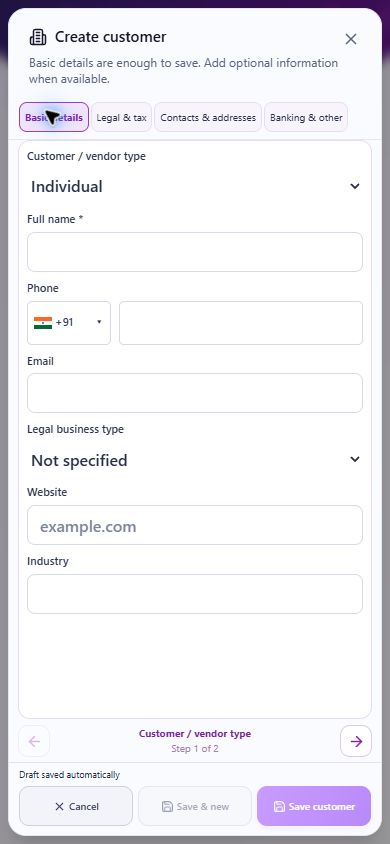 Create customer
Basic details are enough to save. Add optional information
when available.
Basic details
Legal & tax
Contacts & addresses
Banking & other
Customer / vendor type
Individual
Full name *
Phone
+91
Email
Legal business type
Not specified
Website
example.com
Industry
Customer / vendor type
Step 1 of 2
Draft saved automatically
Cancel
Save & new
Save customer